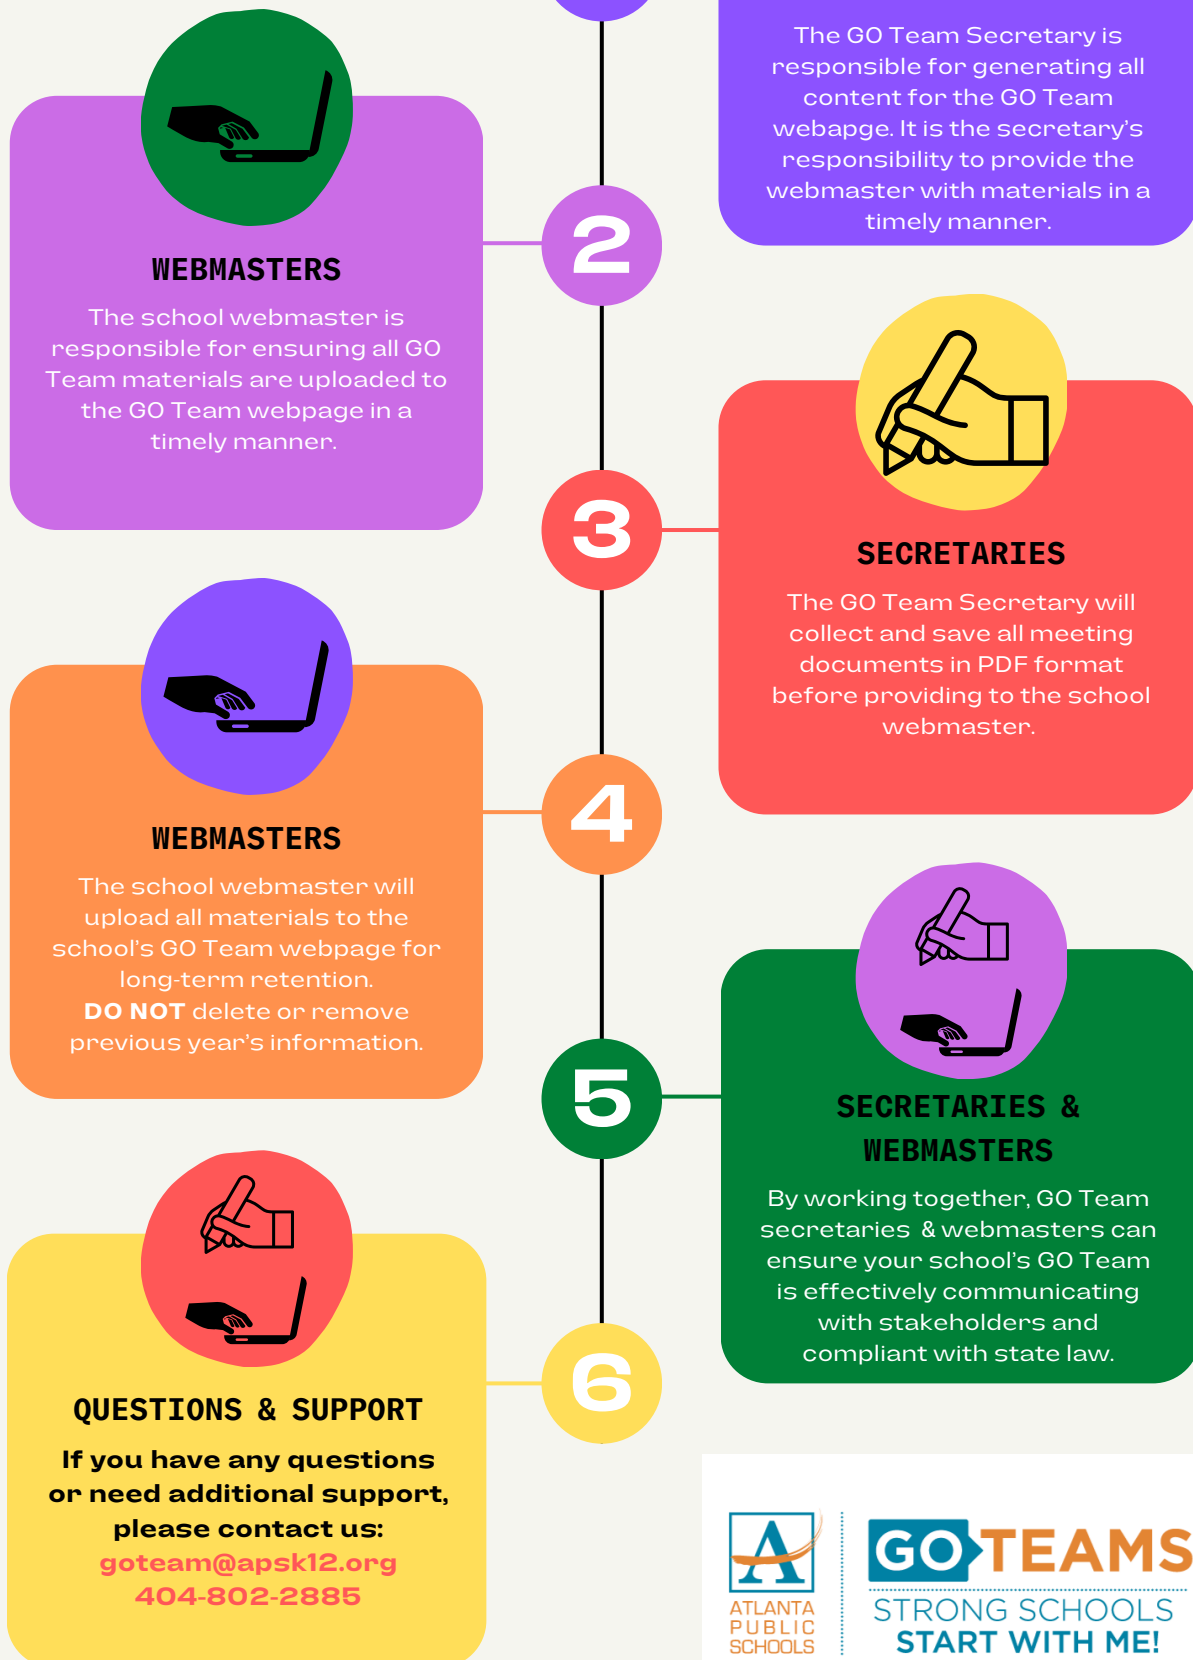 The GO Team Secretary is
responsible for generating all
content for the GO Team
webapge. It is the secretary's
responsibility to provide the
webmaster with materials in a
timely manner.
2
WEBMASTERS
The school webmaster is
responsible for ensuring all GO
Team materials are uploaded to
the GO Team webpage in a
timely manner.
3
SECRETARIES
The GO Team Secretary will
collect and save all meeting
documents in PDF format
before providing to the school
webmaster.
4
WEBMASTERS
The school webmaster will
upload all materials to the
school's GO Team webpage for
long-term retention.
DO NOT delete or remove
previous year's information.
5
SECRETARIES &
WEBMASTERS
By working together, GO Team
secretaries & webmasters can
ensure your school's GO Team
is effectively communicating
with stakeholders and
compliant with state law.
6
QUESTIONS & SUPPORT
If you have any questions
or need additional support,
please contact us:
goteam@apsk12.org
404-802-2885
A
ATLANTA
PUBLIC
SCHOOLS
GO TEAMS
STRONG SCHOOLS
START WITH ME!